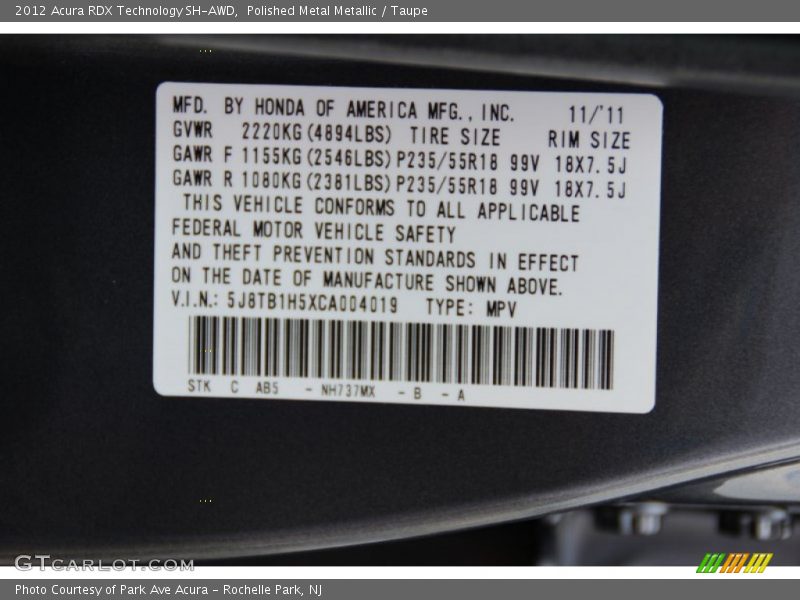 2012 Acura RDX Technology SH-AWD,  Polished Metal Metallic / Taupe
MFD. BY HONDA OF AMERICA MFG., INC. 11/'11
GVWR 2220KG(4894LBS) TIRE SIZE RIM SIZE
GAWR F 1155KG(2546LBS) P235/55R18 99V 18X7.5J
GAWR R 1080KG(2381LBS) P235/55R18 99V 18X7.5J
THIS VEHICLE CONFORMS TO ALL APPLICABLE
FEDERAL MOTOR VEHICLE SAFETY
AND THEFT PREVENTION STANDARDS IN EFFECT
ON THE DATE OF MANUFACTURE SHOWN ABOVE.
V.I.N.: 5J8TB1H5XCA004019 TYPE: MPV
STK C AB5 - NH737MX - B - A
GTCARLOT.COM
Photo Courtesy of Park Ave Acura - Rochelle Park, NJ